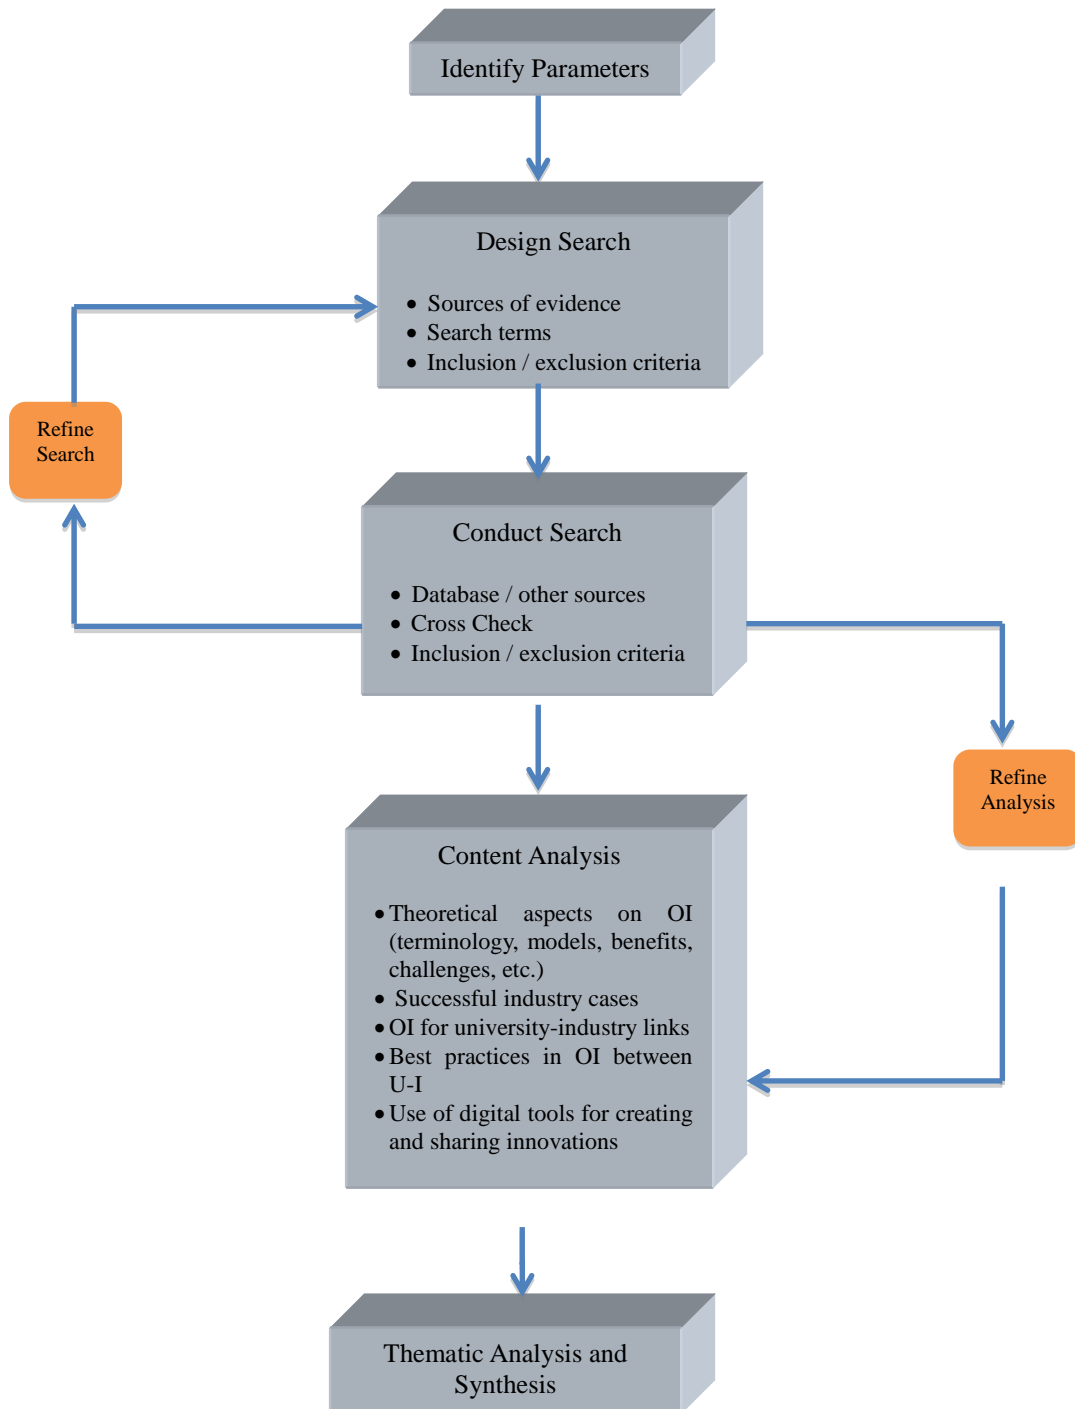 Identify Parameters
Design Search
• Sources of evidence
• Search terms
• Inclusion / exclusion criteria
Refine
Search
Conduct Search
• Database / other sources
• Cross Check
• Inclusion / exclusion criteria
Refine
Analysis
Content Analysis
• Theoretical aspects on OI
(terminology, models, benefits,
challenges, etc.)
• Successful industry cases
• OI for university-industry links
• Best practices in OI between
U-I
• Use of digital tools for creating
and sharing innovations
Thematic Analysis and
Synthesis